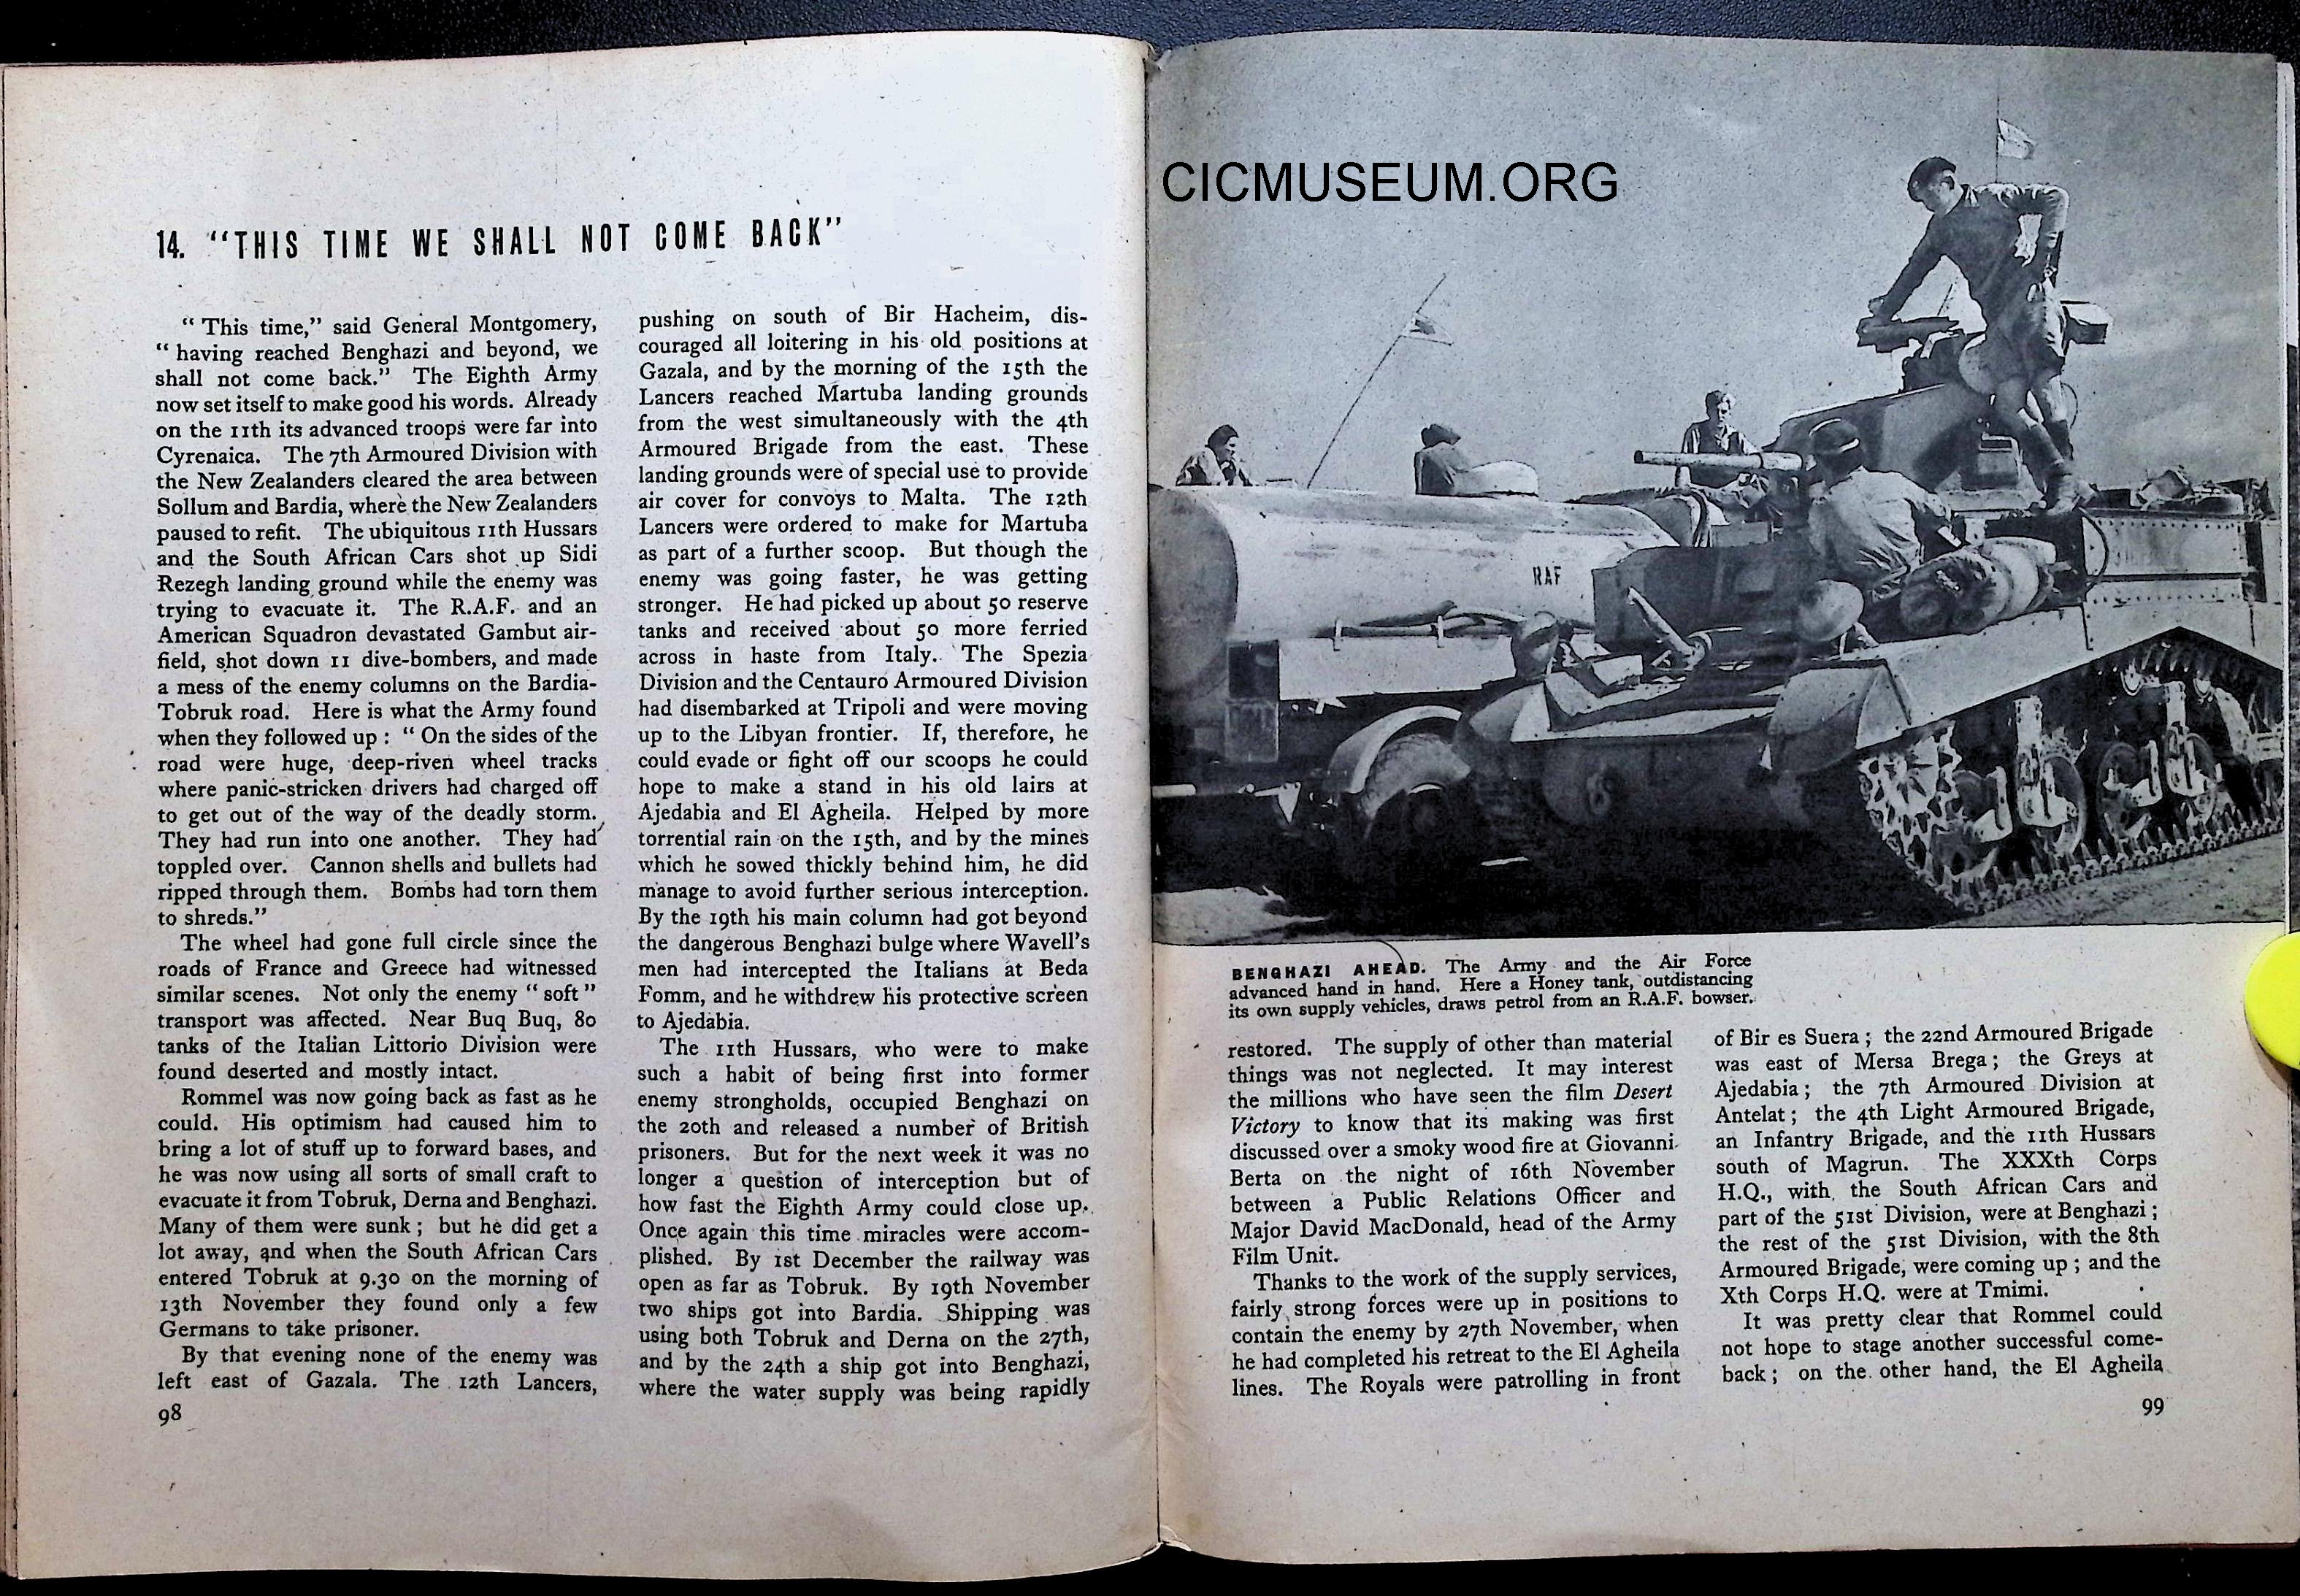 14. "THIS TIME WE SHALL NOT COME BACK"
“ This time,” said General Montgomery,
“ having reached Benghazi and beyond, we
shall not come back.” The Eighth Army
now set itself to make good his words. Already
on the 11th its advanced troops were far into
Cyrenaica. The 7th Armoured Division with
the New Zealanders cleared the area between
Sollum and Bardia, where the New Zealanders
paused to refit. The ubiquitous 11th Hussars
and the South African Cars shot up Sidi
Rezegh landing ground while the enemy was
trying to evacuate it. The R.A.F. and an
American Squadron devastated Gambut air-
field, shot down 11 dive-bombers, and made
a mess of the enemy columns on the Bardia-
Tobruk road. Here is what the Army found
when they followed up : “ On the sides of the
road were huge, deep-riven wheel tracks
where panic-stricken drivers had charged off
to get out of the way of the deadly storm.
They had run into one another. They had
toppled over. Cannon shells and bullets had
ripped through them. Bombs had torn them
to shreds.”
The wheel had gone full circle since the
roads of France and Greece had witnessed
similar scenes. Not only the enemy “ soft ”
transport was affected. Near Buq Buq, 80
tanks of the Italian Littorio Division were
found deserted and mostly intact.
Rommel was now going back as fast as he
could. His optimism had caused him to
bring a lot of stuff up to forward bases, and
he was now using all sorts of small craft to
evacuate it from Tobruk, Derna and Benghazi.
Many of them were sunk ; but he did get a
lot away, and when the South African Cars
entered Tobruk at 9.30 on the morning of
13th November they found only a few
Germans to take prisoner.
By that evening none of the enemy was
left east of Gazala. The 12th Lancers,
98
pushing on south of Bir Hacheim, dis-
couraged all loitering in his old positions at
Gazala, and by the morning of the 15th the
Lancers reached Martuba landing grounds
from the west simultaneously with the 4th
Armoured Brigade from the east. These
landing grounds were of special use to provide
air cover for convoys to Malta. The 12th
Lancers were ordered to make for Martuba
as part of a further scoop. But though the
enemy was going faster, he was getting
stronger. He had picked up about 50 reserve
tanks and received about 50 more ferried
across in haste from Italy. The Spezia
Division and the Centauro Armoured Division
had disembarked at Tripoli and were moving
up to the Libyan frontier. If, therefore, he
could evade or fight off our scoops he could
hope to make a stand in his old lairs at
Ajedabia and El Agheila. Helped by more
torrential rain on the 15th, and by the mines
which he sowed thickly behind him, he did
manage to avoid further serious interception.
By the 19th his main column had got beyond
the dangerous Benghazi bulge where Wavell’s
men had intercepted the Italians at Beda
Fomm, and he withdrew his protective screen
to Ajedabia.
The 11th Hussars, who were to make
such a habit of being first into former
enemy strongholds, occupied Benghazi on
the 20th and released a number of British
prisoners. But for the next week it was no
longer a question of interception but of
how fast the Eighth Army could close up.
Once again this time miracles were accom-
plished. By 1st December the railway was
open as far as Tobruk. By 19th November
two ships got into Bardia. Shipping was
using both Tobruk and Derna on the 27th,
and by the 24th a ship got into Benghazi,
where the water supply was being rapidly
CICMUSEUM.ORG
RAF
BENGHAZI AHEAD. The Army and the Air Force
advanced hand in hand. Here a Honey tank, outdistancing
its own supply vehicles, draws petrol from an R.A.F. bowser.
restored. The supply of other than material
things was not neglected. It may interest
the millions who have seen the film Desert
Victory to know that its making was first
discussed over a smoky wood fire at Giovanni
Berta on the night of 16th November
between a Public Relations Officer and
Major David MacDonald, head of the Army
Film Unit.
Thanks to the work of the supply services,
fairly strong forces were up in positions to
contain the enemy by 27th November, when
he had completed his retreat to the El Agheila
lines. The Royals were patrolling in front
of Bir es Suera ; the 22nd Armoured Brigade
was east of Mersa Brega ; the Greys at
Ajedabia ; the 7th Armoured Division at
Antelat ; the 4th Light Armoured Brigade,
an Infantry Brigade, and the 11th Hussars
south of Magrun. The XXXth Corps
H.Q., with the South African Cars and
part of the 51st Division, were at Benghazi ;
the rest of the 51st Division, with the 8th
Armoured Brigade, were coming up ; and the
Xth Corps H.Q. were at Tmimi.
It was pretty clear that Rommel could
not hope to stage another successful come-
back ; on the other hand, the El Agheila
99